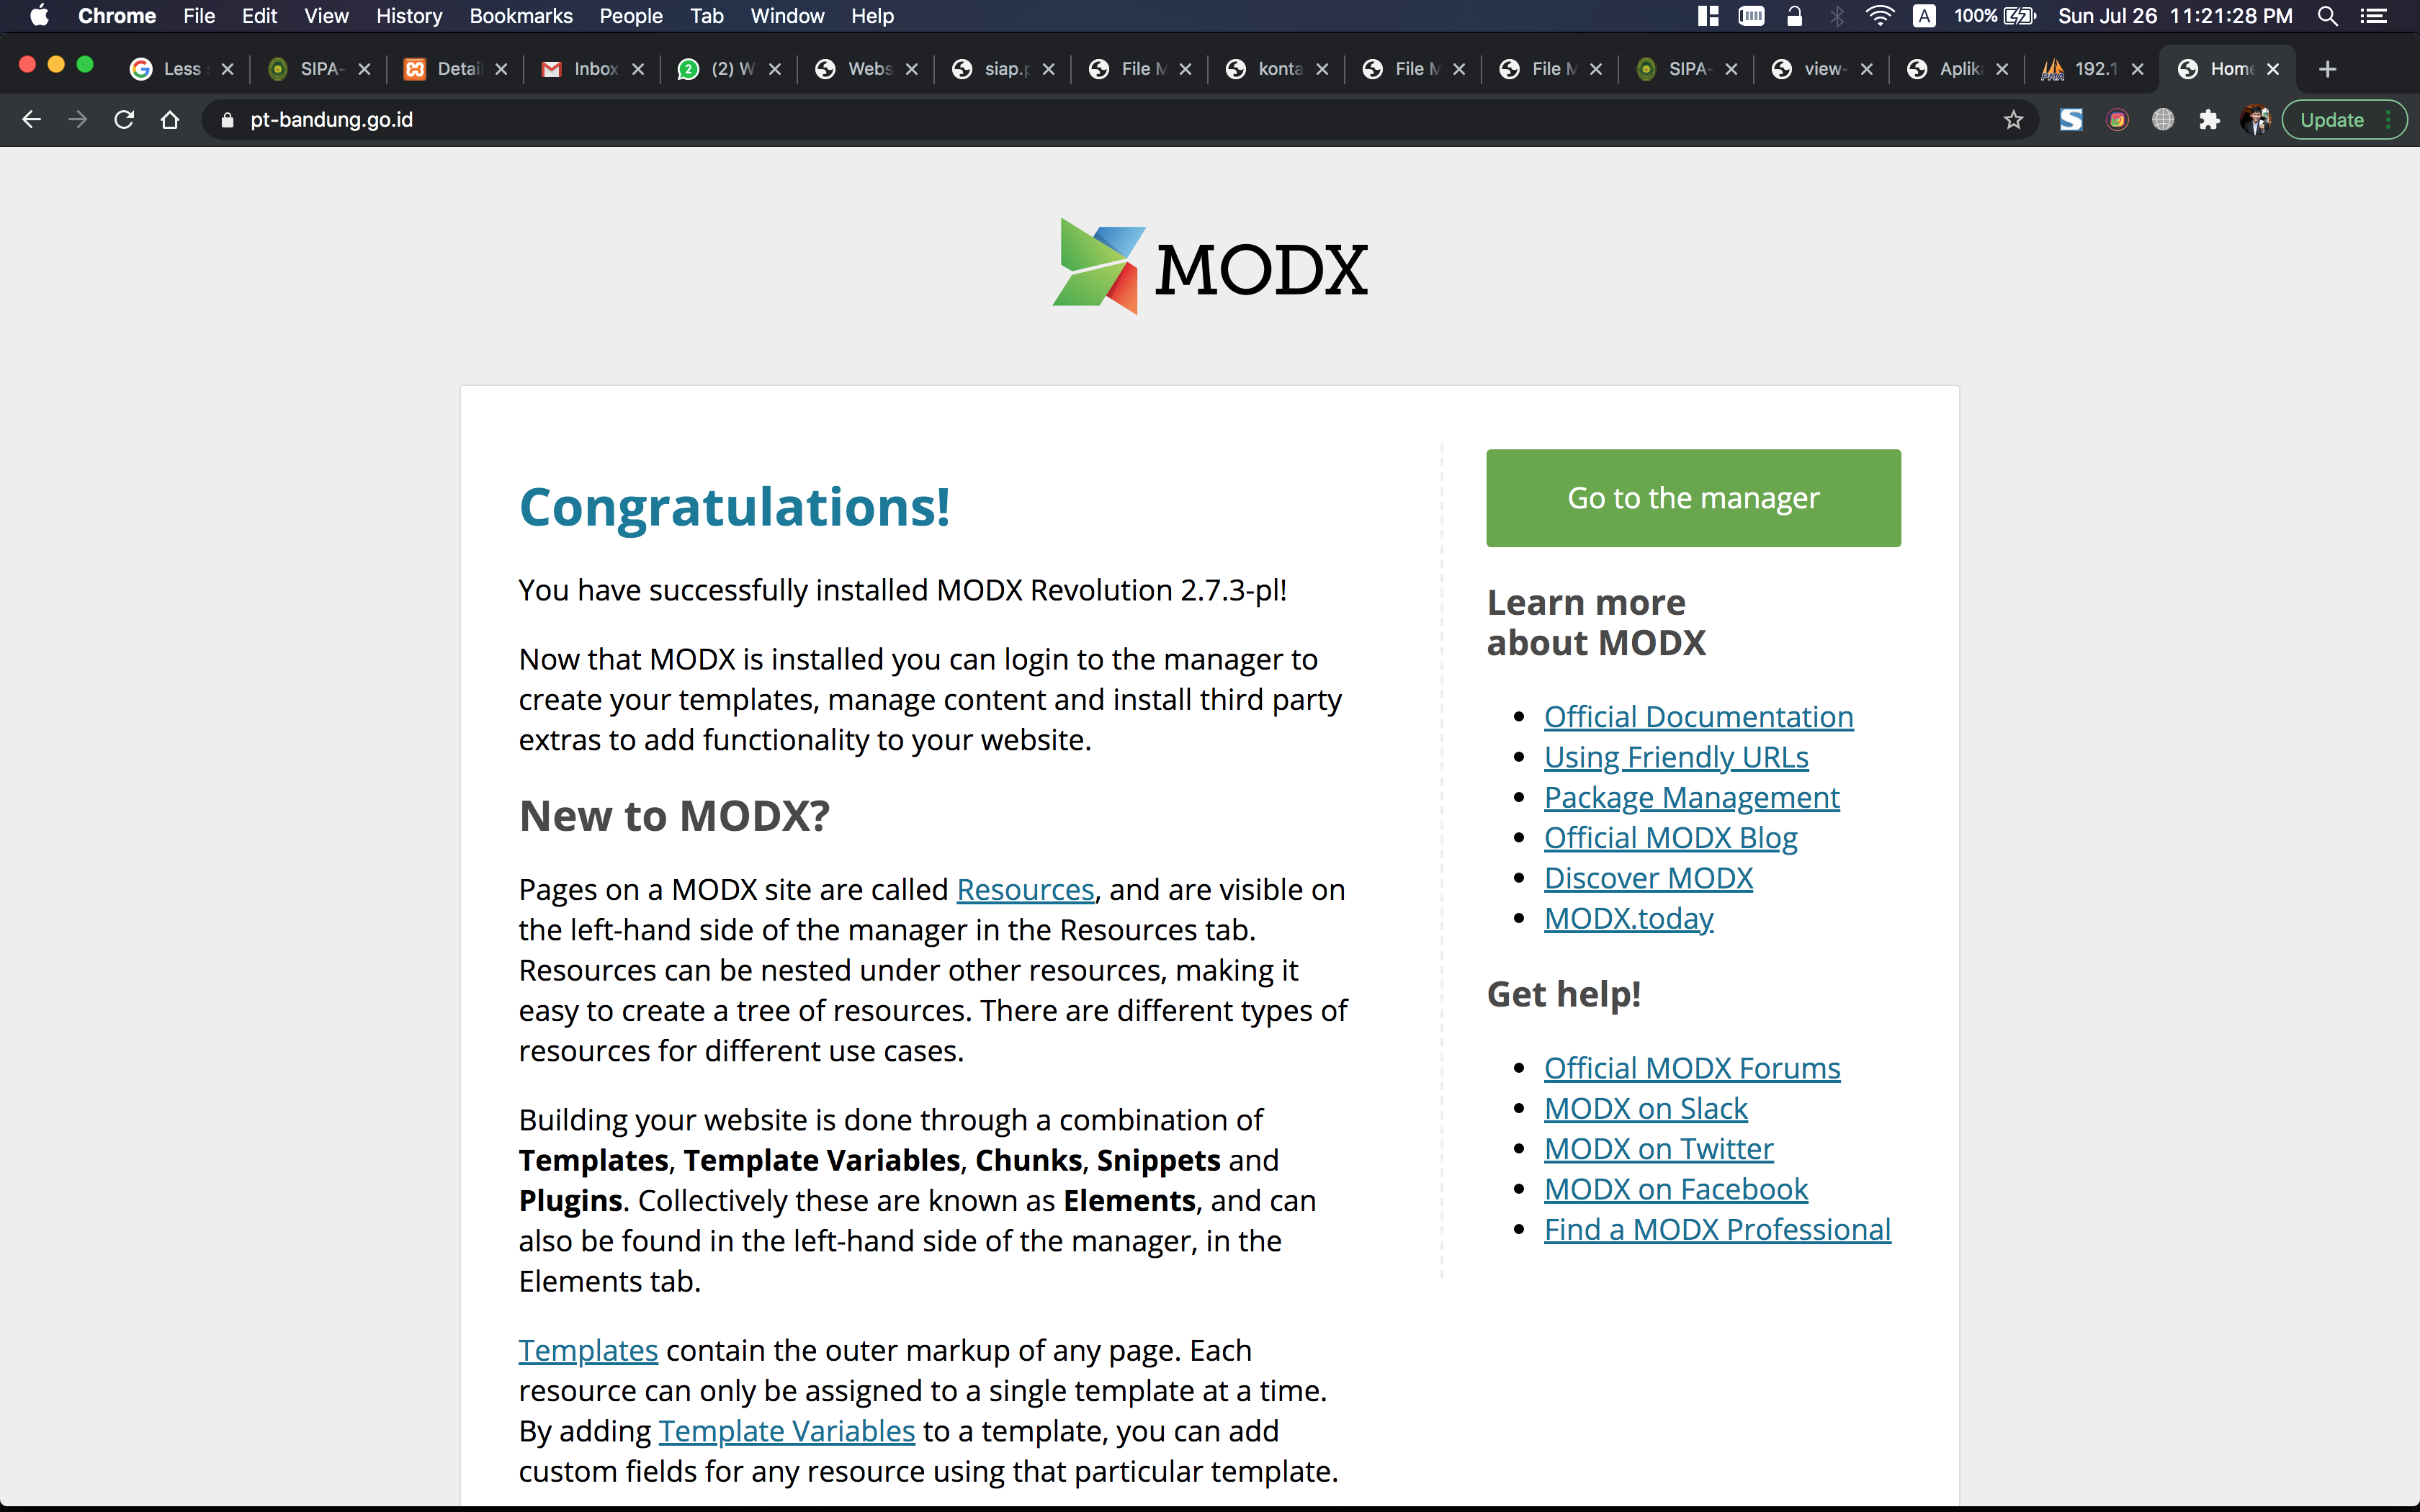 Chrome File Edit View History Bookmarks People Tab Window Help A 100% Sun Jul 26 11:21:28 PM
Less SIPA- Detai Inbox (2) W Webs siap.p File M konta File M File M SIPA- view- Aplika 192.1 Home
pt-bandung.go.id Update
MODX
Congratulations!
You have successfully installed MODX Revolution 2.7.3-pl!
Now that MODX is installed you can login to the manager to
create your templates, manage content and install third party
extras to add functionality to your website.
New to MODX?
Pages on a MODX site are called Resources, and are visible on
the left-hand side of the manager in the Resources tab.
Resources can be nested under other resources, making it
easy to create a tree of resources. There are different types of
resources for different use cases.
Building your website is done through a combination of
Templates, Template Variables, Chunks, Snippets and
Plugins. Collectively these are known as Elements, and can
also be found in the left-hand side of the manager, in the
Elements tab.
Templates contain the outer markup of any page. Each
resource can only be assigned to a single template at a time.
By adding Template Variables to a template, you can add
custom fields for any resource using that particular template.
Go to the manager
Learn more
about MODX
Official Documentation
Using Friendly URLs
Package Management
Official MODX Blog
Discover MODX
MODX.today
Get help!
Official MODX Forums
MODX on Slack
MODX on Twitter
MODX on Facebook
Find a MODX Professional